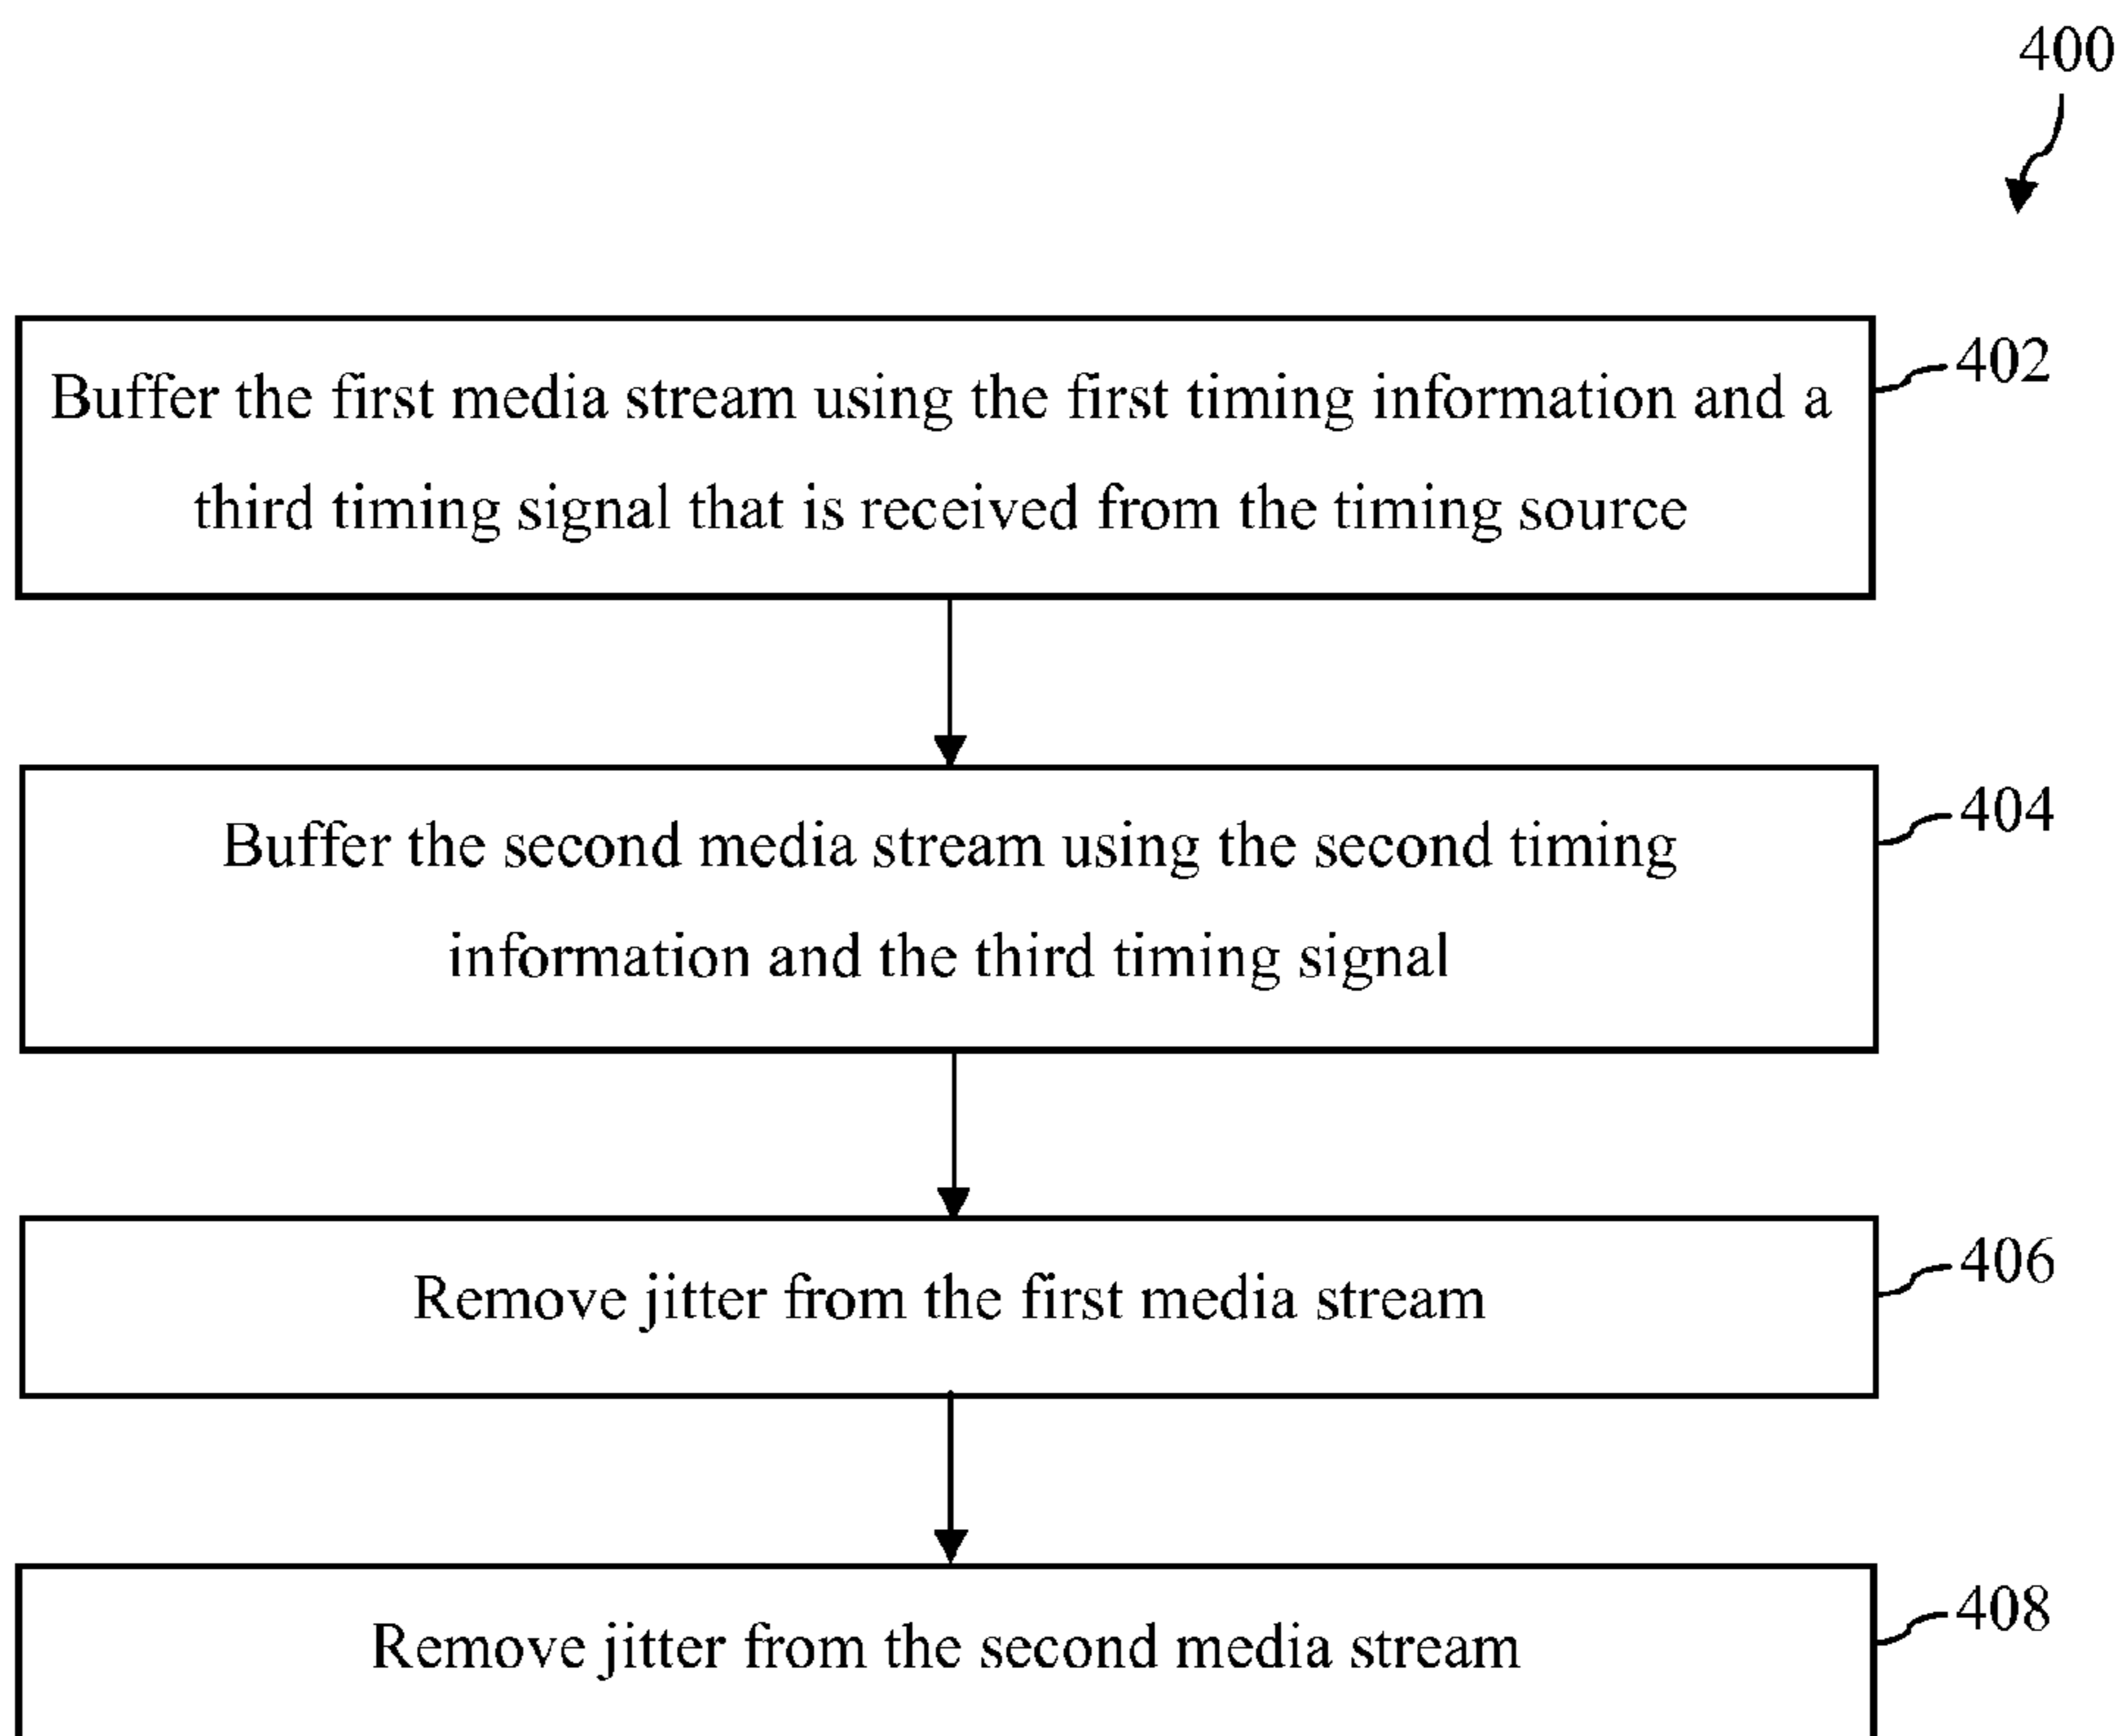 400
Buffer the first media stream using the first timing information and a
third timing signal that is received from the timing source
402
Buffer the second media stream using the second timing
information and the third timing signal
404
Remove jitter from the first media stream
406
Remove jitter from the second media stream
408